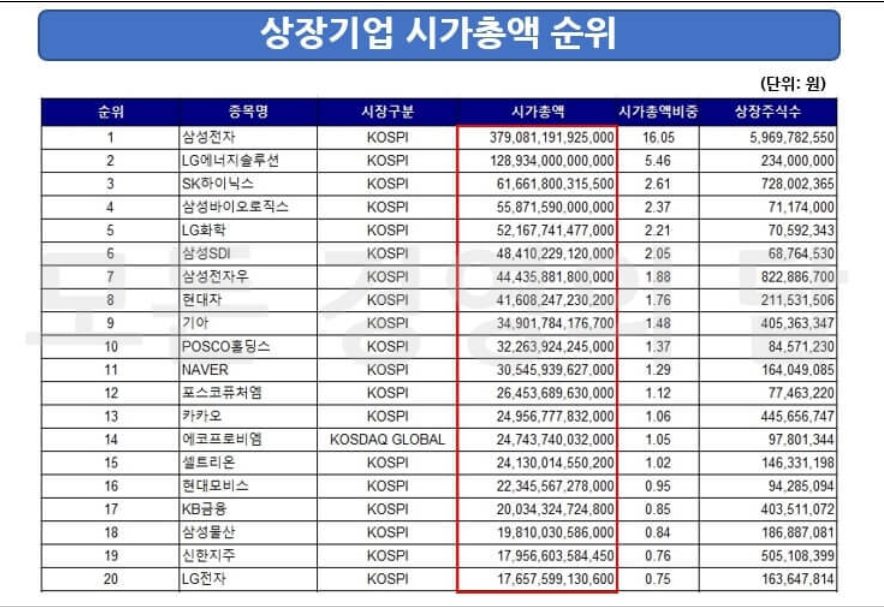 상장기업 시가총액 순위
(단위: 원)
순위 종목명 시장구분 시가총액 시가총액비중 상장주식수
1 삼성전자 KOSPI 379,081,191,925,000 16.05 5,969,782,550
2 LG에너지솔루션 KOSPI 128,934,000,000,000 5.46 234,000,000
3 SK하이닉스 KOSPI 61,661,800,315,500 2.61 728,002,365
4 삼성바이오로직스 KOSPI 55,871,590,000,000 2.37 71,174,000
5 LG화학 KOSPI 52,167,741,477,000 2.21 70,592,343
6 삼성SDI KOSPI 48,410,229,120,000 2.05 68,764,530
7 삼성전자우 KOSPI 44,435,881,800,000 1.88 822,886,700
8 현대차 KOSPI 41,608,247,230,200 1.76 211,531,506
9 기아 KOSPI 34,901,784,176,700 1.48 405,363,347
10 POSCO홀딩스 KOSPI 32,263,924,245,000 1.37 84,571,230
11 NAVER KOSPI 30,545,939,627,000 1.29 164,049,085
12 포스코퓨처엠 KOSPI 26,453,689,630,000 1.12 77,463,220
13 카카오 KOSPI 24,956,777,832,000 1.06 445,656,747
14 에코프로비엠 KOSDAQ GLOBAL 24,743,740,032,000 1.05 97,801,344
15 셀트리온 KOSPI 24,130,014,550,200 1.02 146,331,198
16 현대모비스 KOSPI 22,345,567,278,000 0.95 94,285,094
17 KB금융 KOSPI 20,034,324,724,800 0.85 403,511,072
18 삼성물산 KOSPI 19,810,030,586,000 0.84 186,887,081
19 신한지주 KOSPI 17,956,603,584,450 0.76 505,108,399
20 LG전자 KOSPI 17,657,599,130,600 0.75 163,647,814
모든 경영의 답